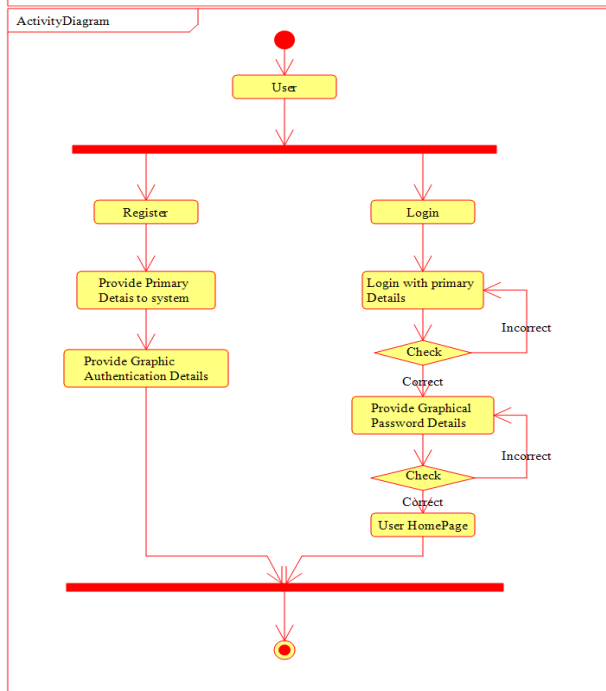 ActivityDiagram
User
Register
Login
Provide Primary
Detais to system
Login with primary
Details
Incorrect
Provide Graphic
Authentication Details
Check
Correct
Provide Graphical
Password Details
Incorrect
Check
Correct
User HomePage